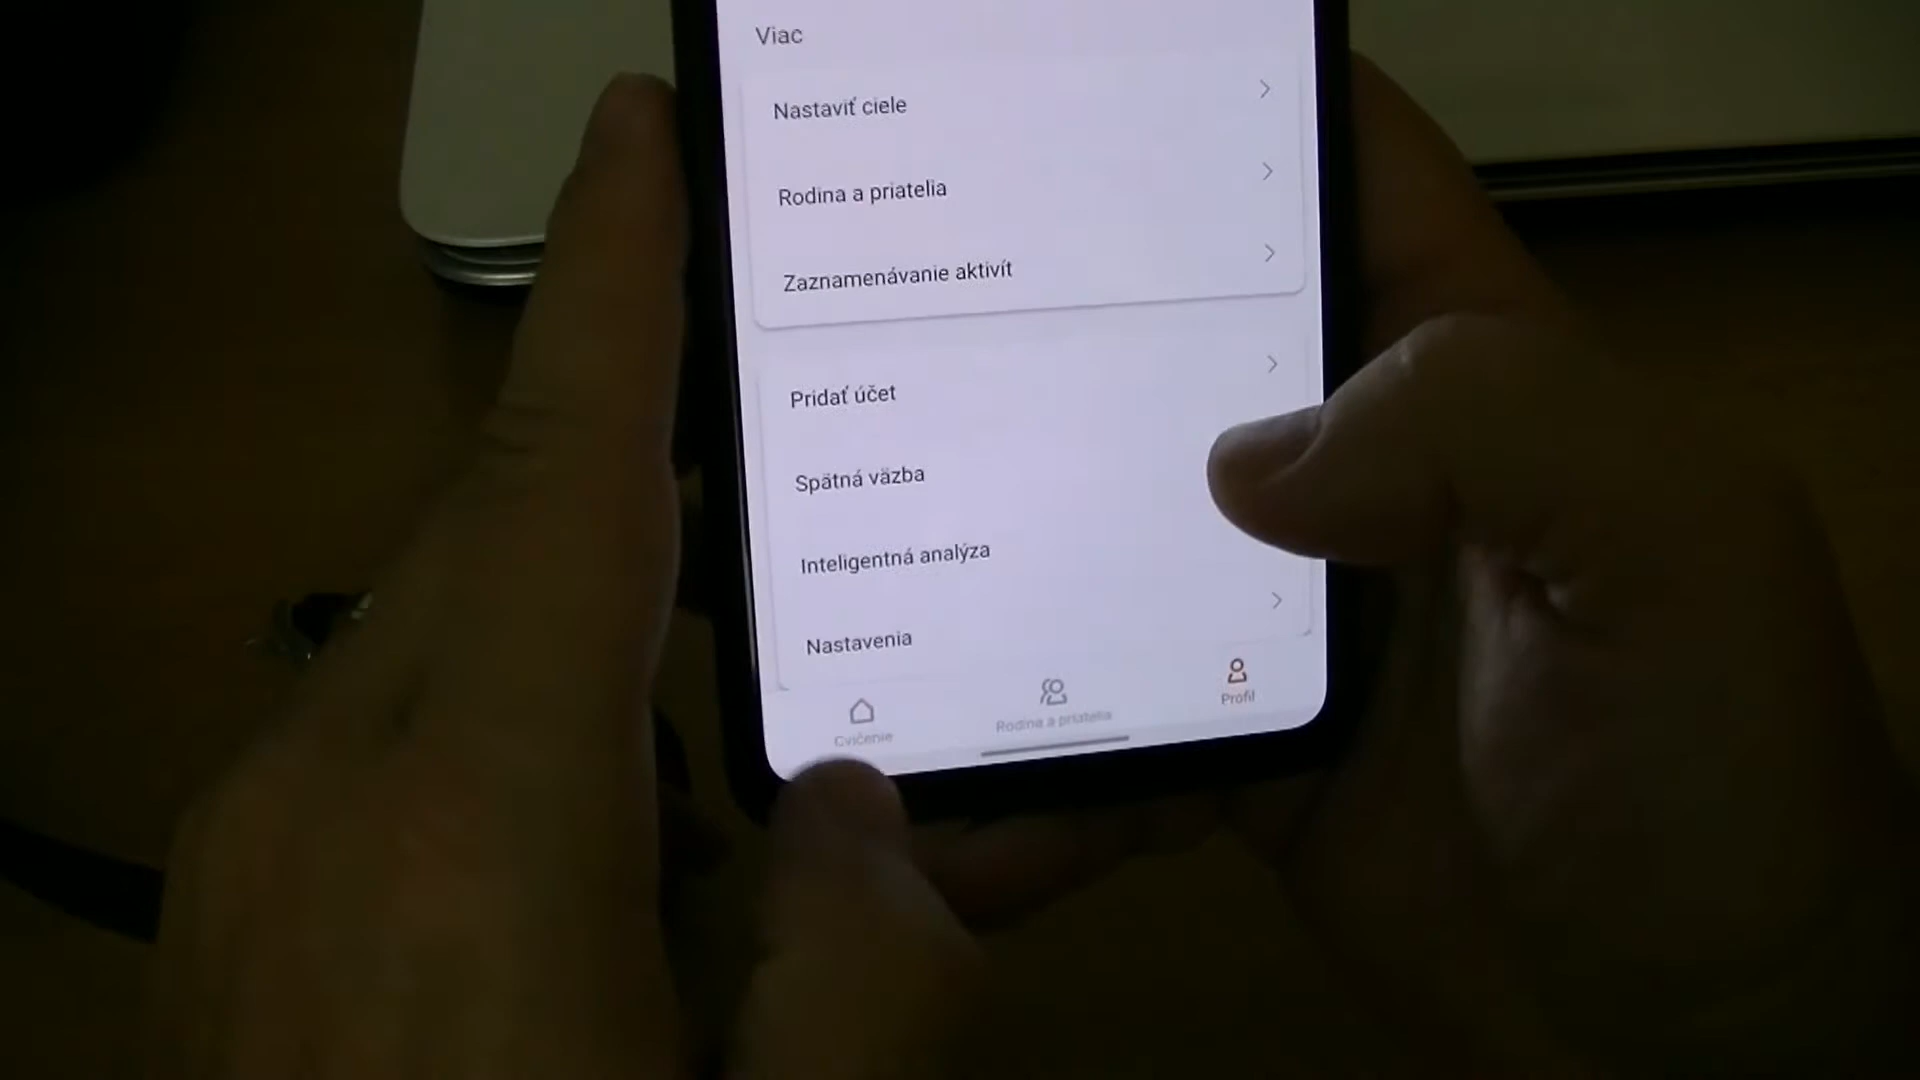 Viac
Nastaviť ciele
Rodina a priatelia
Zaznamenávanie aktivít
Pridať účet
Spätná väzba
Inteligentná analýza
Nastavenia
Cvičenie
Rodina a priatelia
Profil